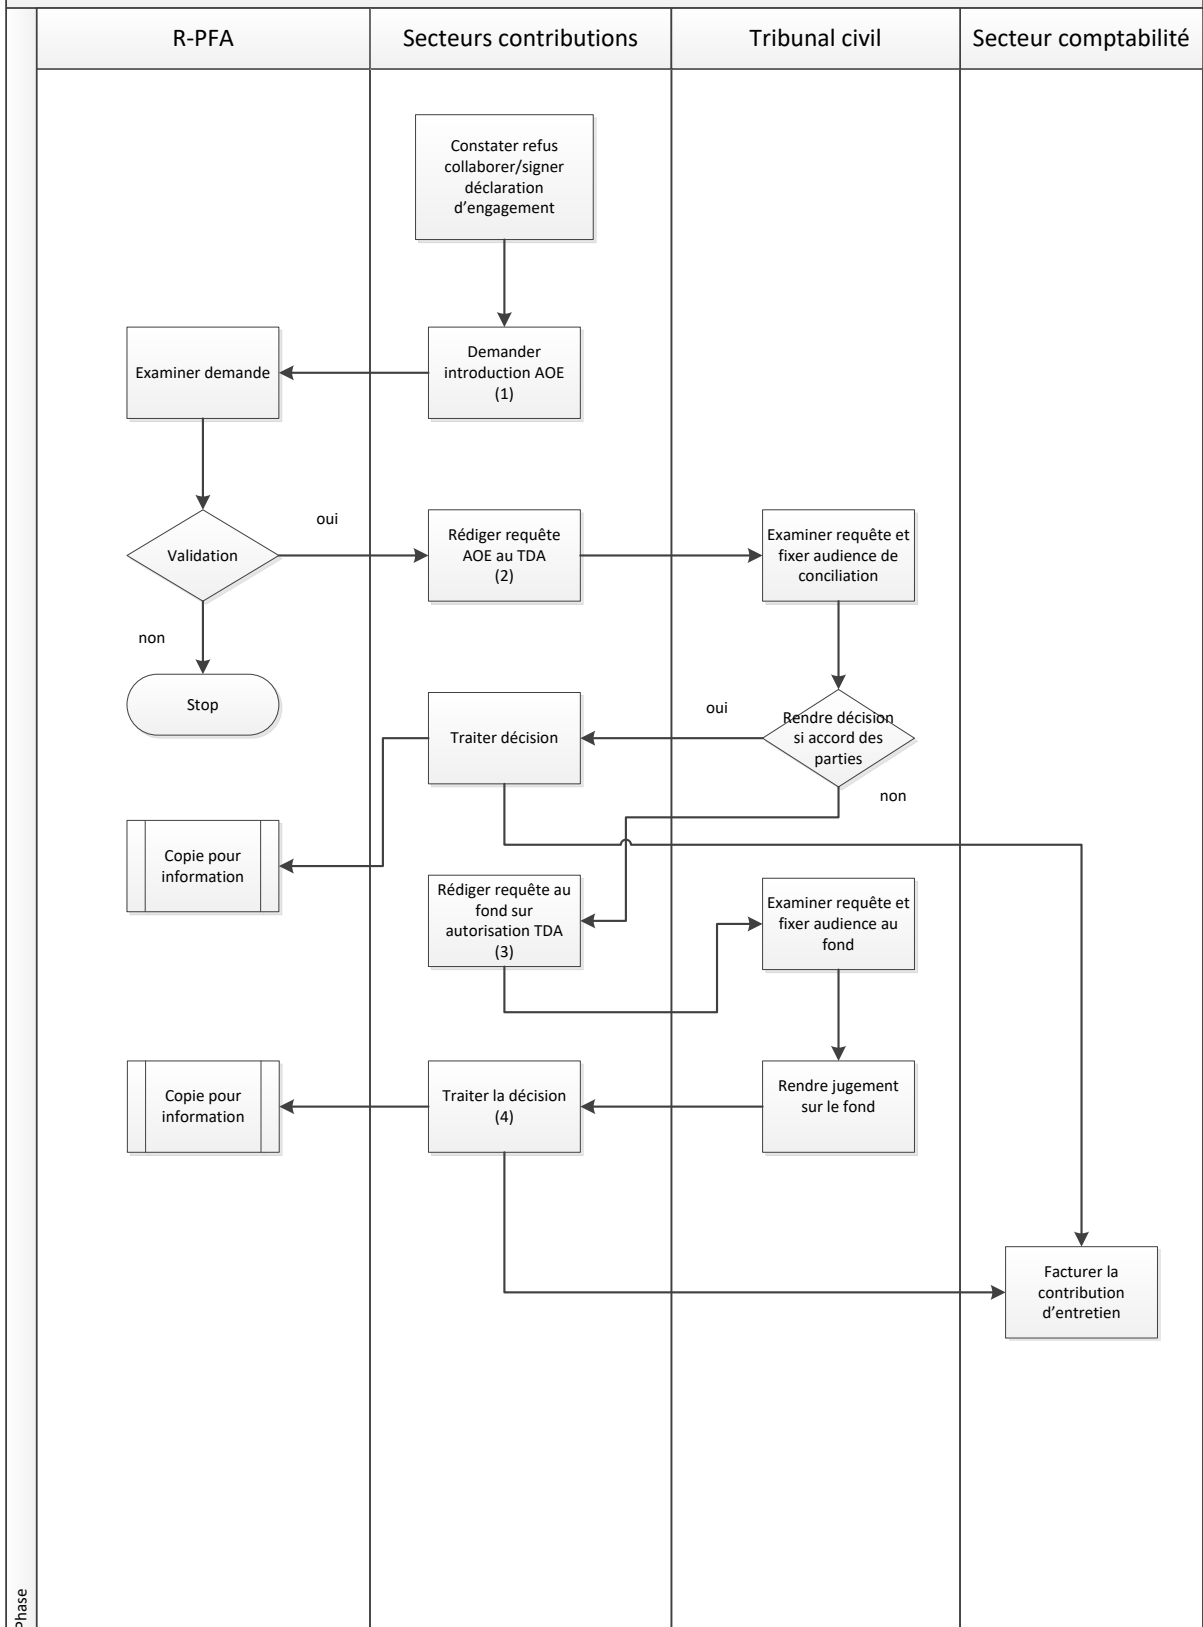 R-PFA
Secteurs contributions
Tribunal civil
Secteur comptabilité
Constater refus
collaborer/signer
déclaration
d’engagement
Examiner demande
Demander
introduction AOE
(1)
Validation
oui
Rédiger requête
AOE au TDA
(2)
Examiner requête et
fixer audience de
conciliation
non
Stop
Traiter décision
oui
Rendre décision
si accord des
parties
non
Copie pour
information
Rédiger requête au
fond sur
autorisation TDA
(3)
Examiner requête et
fixer audience au
fond
Copie pour
information
Traiter la décision
(4)
Rendre jugement
sur le fond
Facturer la
contribution
d’entretien
Phase